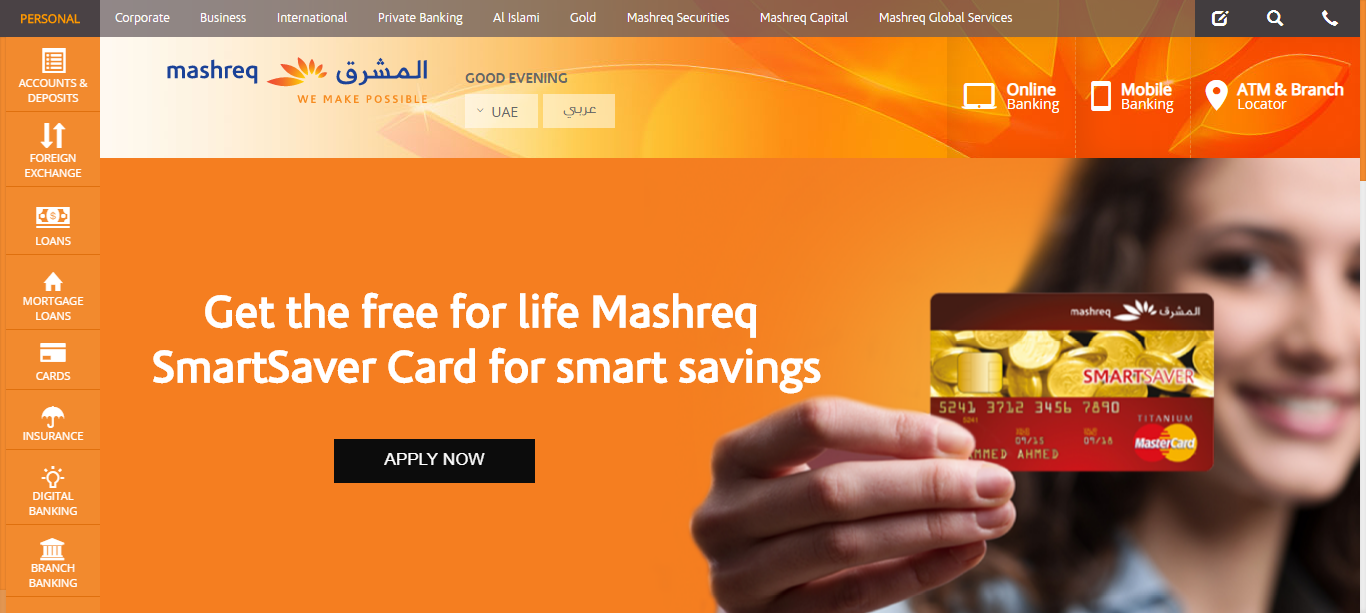 PERSONAL
Corporate
Business
International
Private Banking
Al Islami
Gold
Mashreq Securities
Mashreq Capital
Mashreq Global Services
ACCOUNTS &
DEPOSITS
FOREIGN
EXCHANGE
LOANS
MORTGAGE
LOANS
CARDS
INSURANCE
DIGITAL
BANKING
BRANCH
BANKING
mashreq المشرق
WE MAKE POSSIBLE
GOOD EVENING
UAE
عربي
Online
Banking
Mobile
Banking
ATM & Branch
Locator
Get the free for life Mashreq
SmartSaver Card for smart savings
APPLY NOW
mashreq المشرق
SMARTSAVER
5241 3712 3456 7890
5241
TITANIUM
09/15 09/18
MasterCard
MMED AHMED